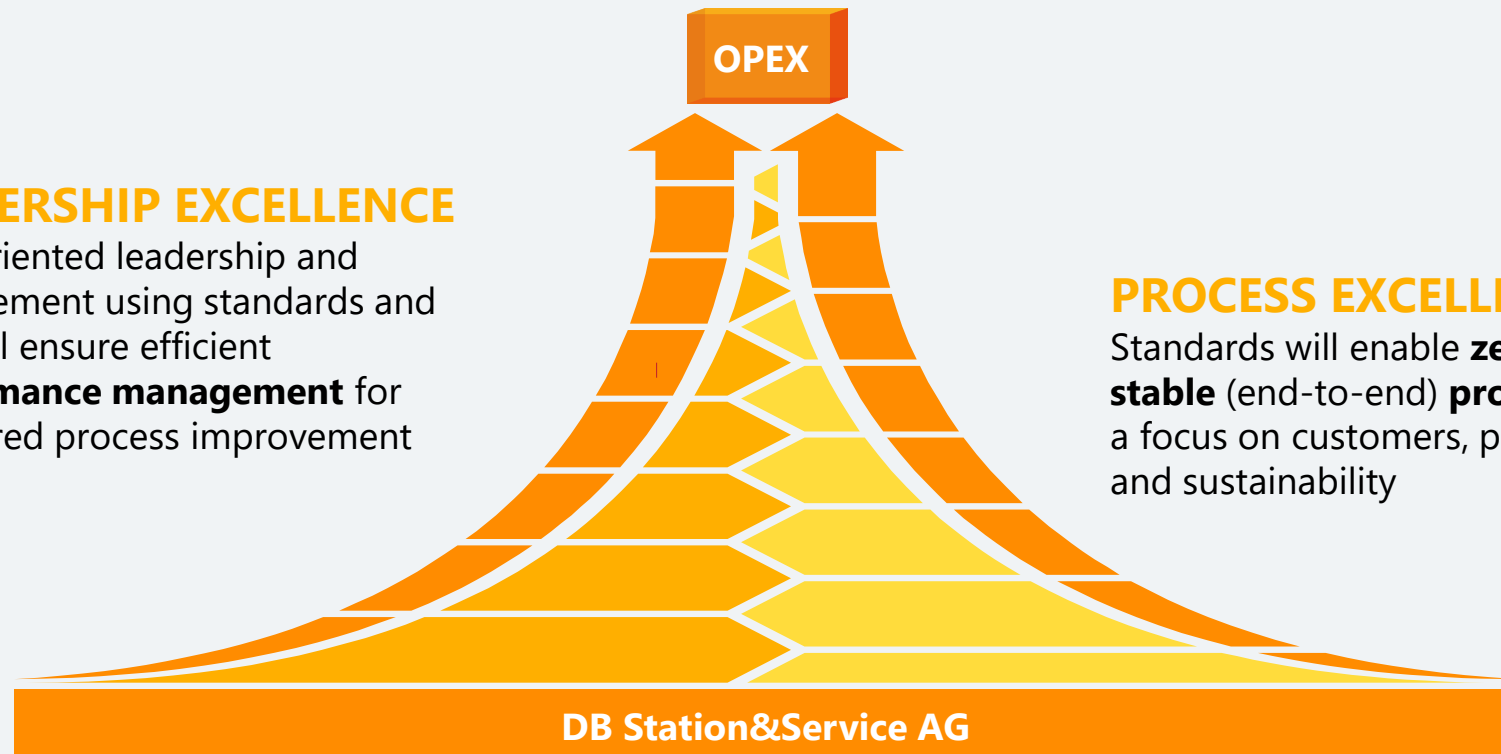 OPEX
ERSHIP EXCELLENCE
riented leadership and
ement using standards and
l ensure efficient
mance management for
red process improvement
PROCESS EXCELL
Standards will enable ze
stable (end-to-end) pro
a focus on customers, p
and sustainability
DB Station&Service AG